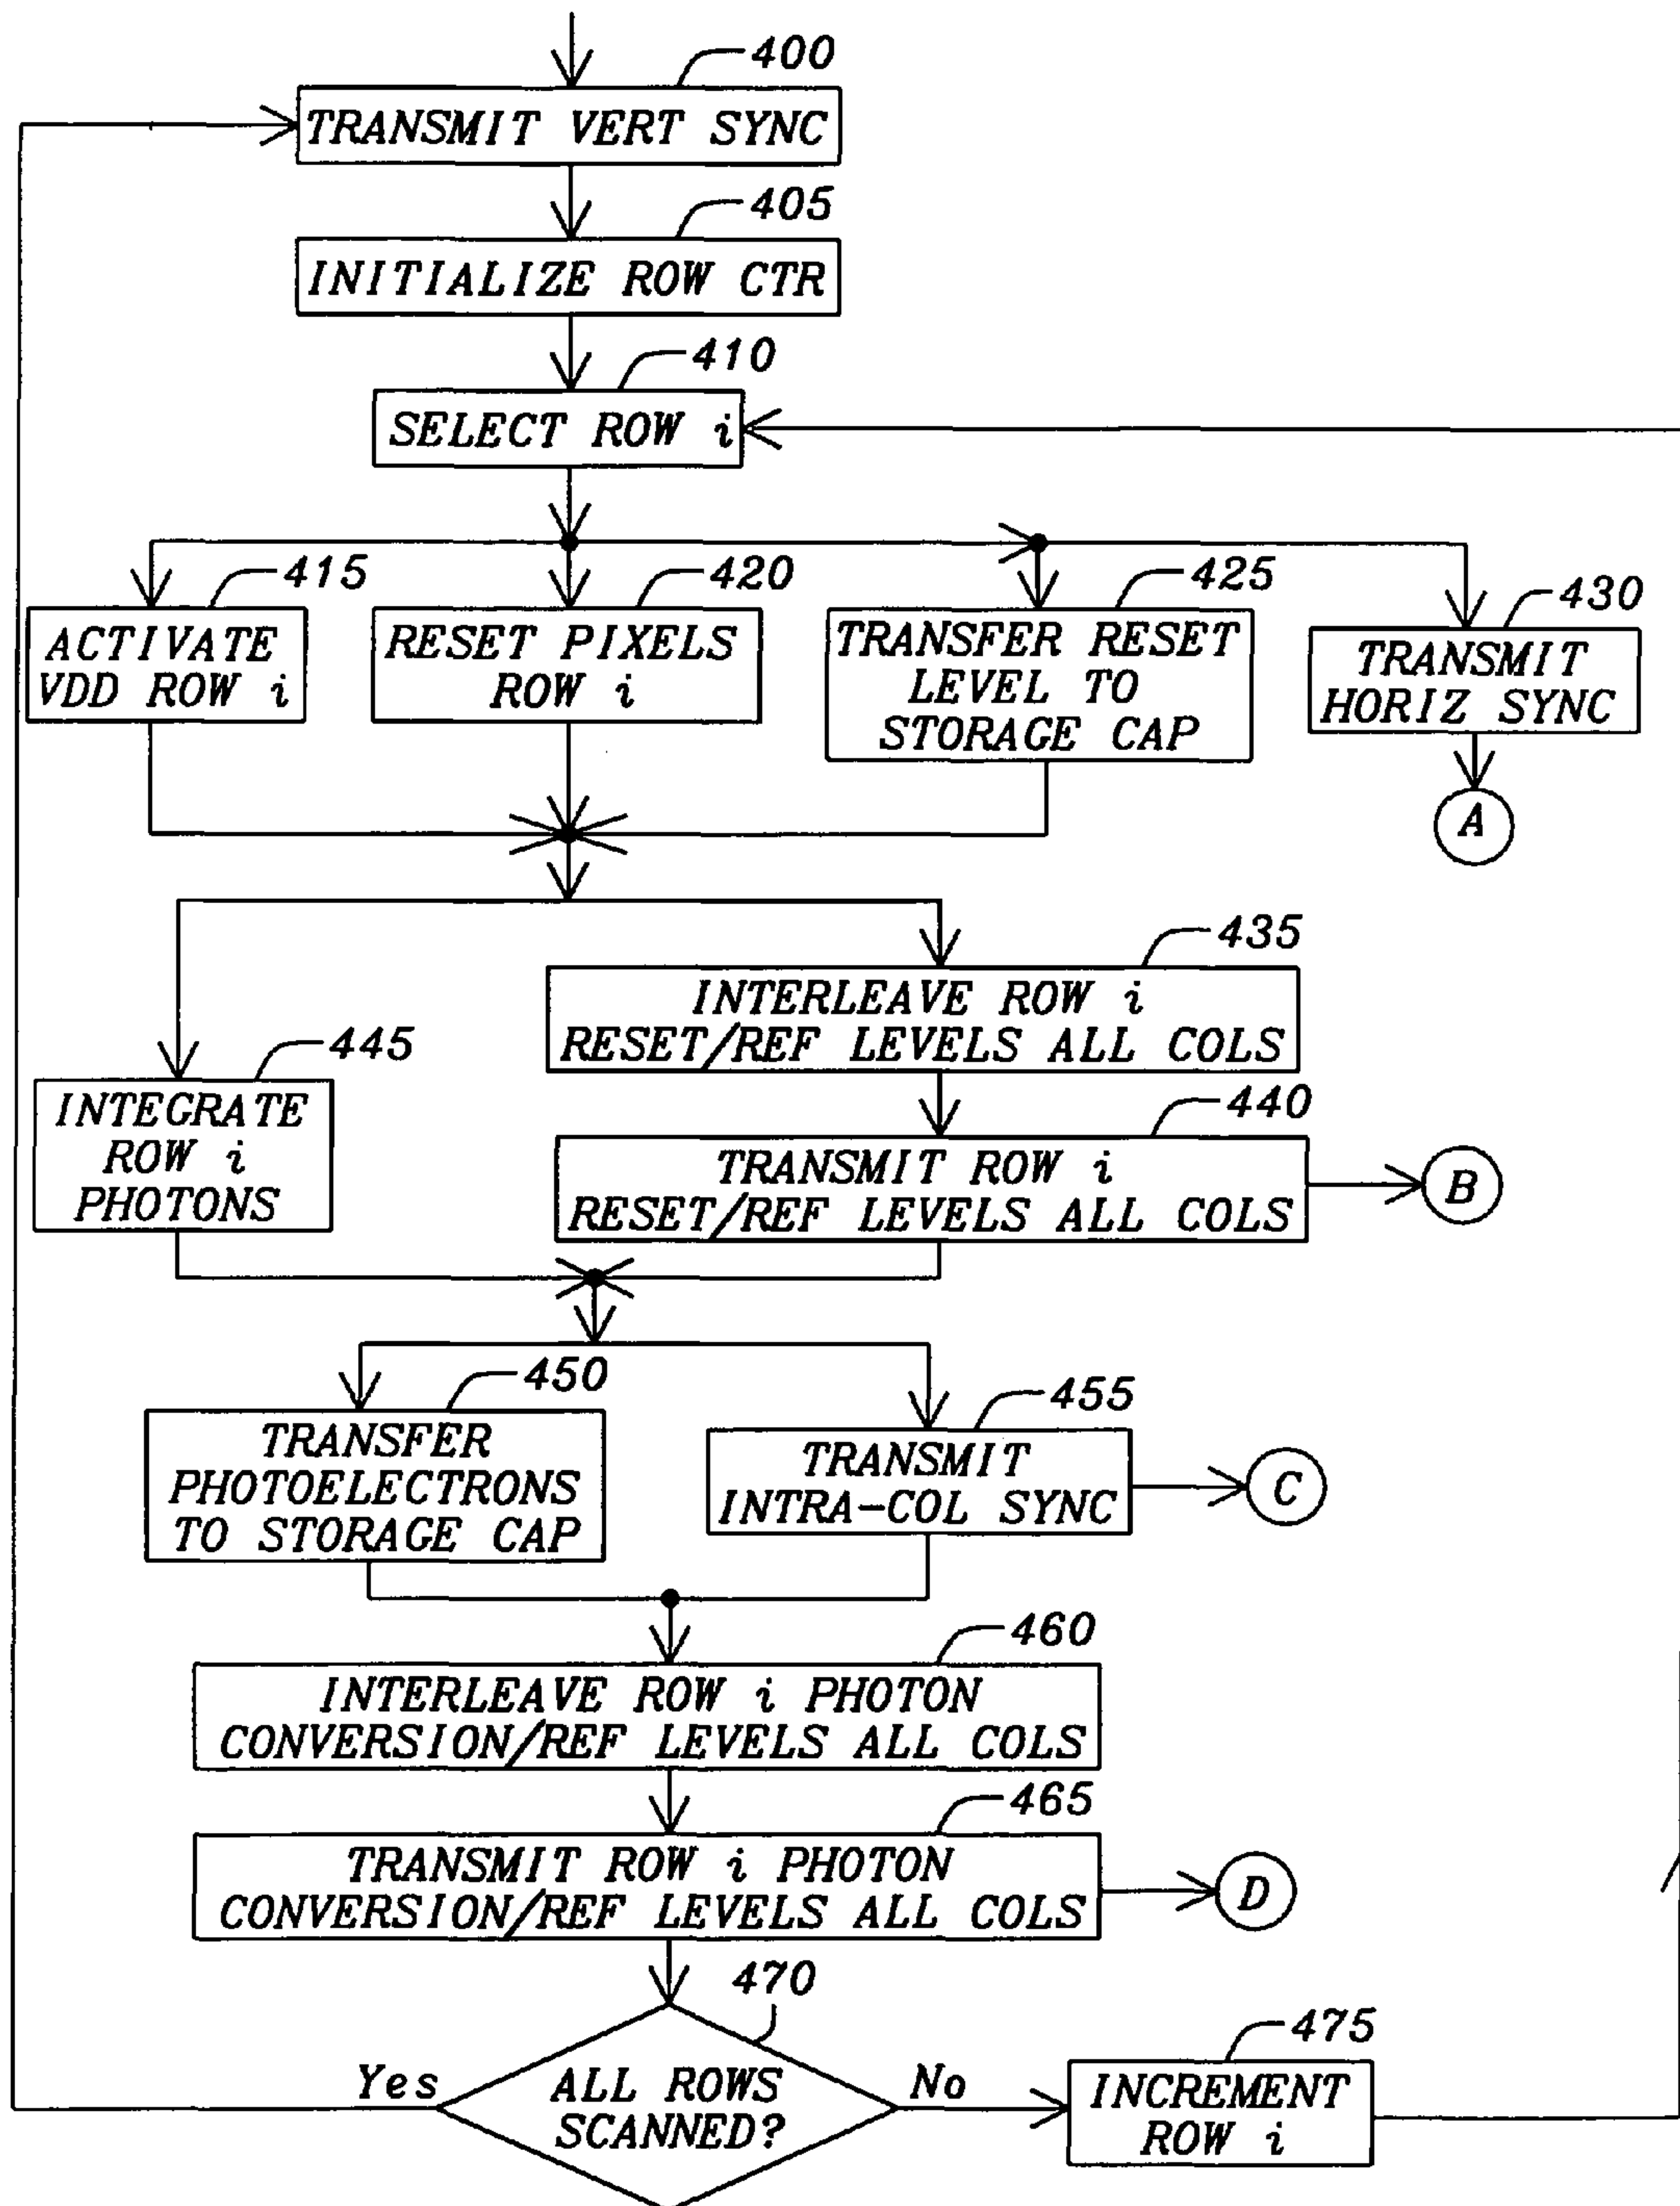 400
TRANSMIT VERT SYNC
405
INITIALIZE ROW CTR
410
SELECT ROW i
415
ACTIVATE
VDD ROW i
420
RESET PIXELS
ROW i
425
TRANSFER RESET
LEVEL TO
STORAGE CAP
430
TRANSMIT
HORIZ SYNC
A
435
INTERLEAVE ROW i
RESET/REF LEVELS ALL COLS
445
INTEGRATE
ROW i
PHOTONS
440
TRANSMIT ROW i
RESET/REF LEVELS ALL COLS
B
450
TRANSFER
PHOTOELECTRONS
TO STORAGE CAP
455
TRANSMIT
INTRA-COL SYNC
C
460
INTERLEAVE ROW i PHOTON
CONVERSION/REF LEVELS ALL COLS
465
TRANSMIT ROW i PHOTON
CONVERSION/REF LEVELS ALL COLS
D
470
ALL ROWS
SCANNED?
Yes
No
475
INCREMENT
ROW i